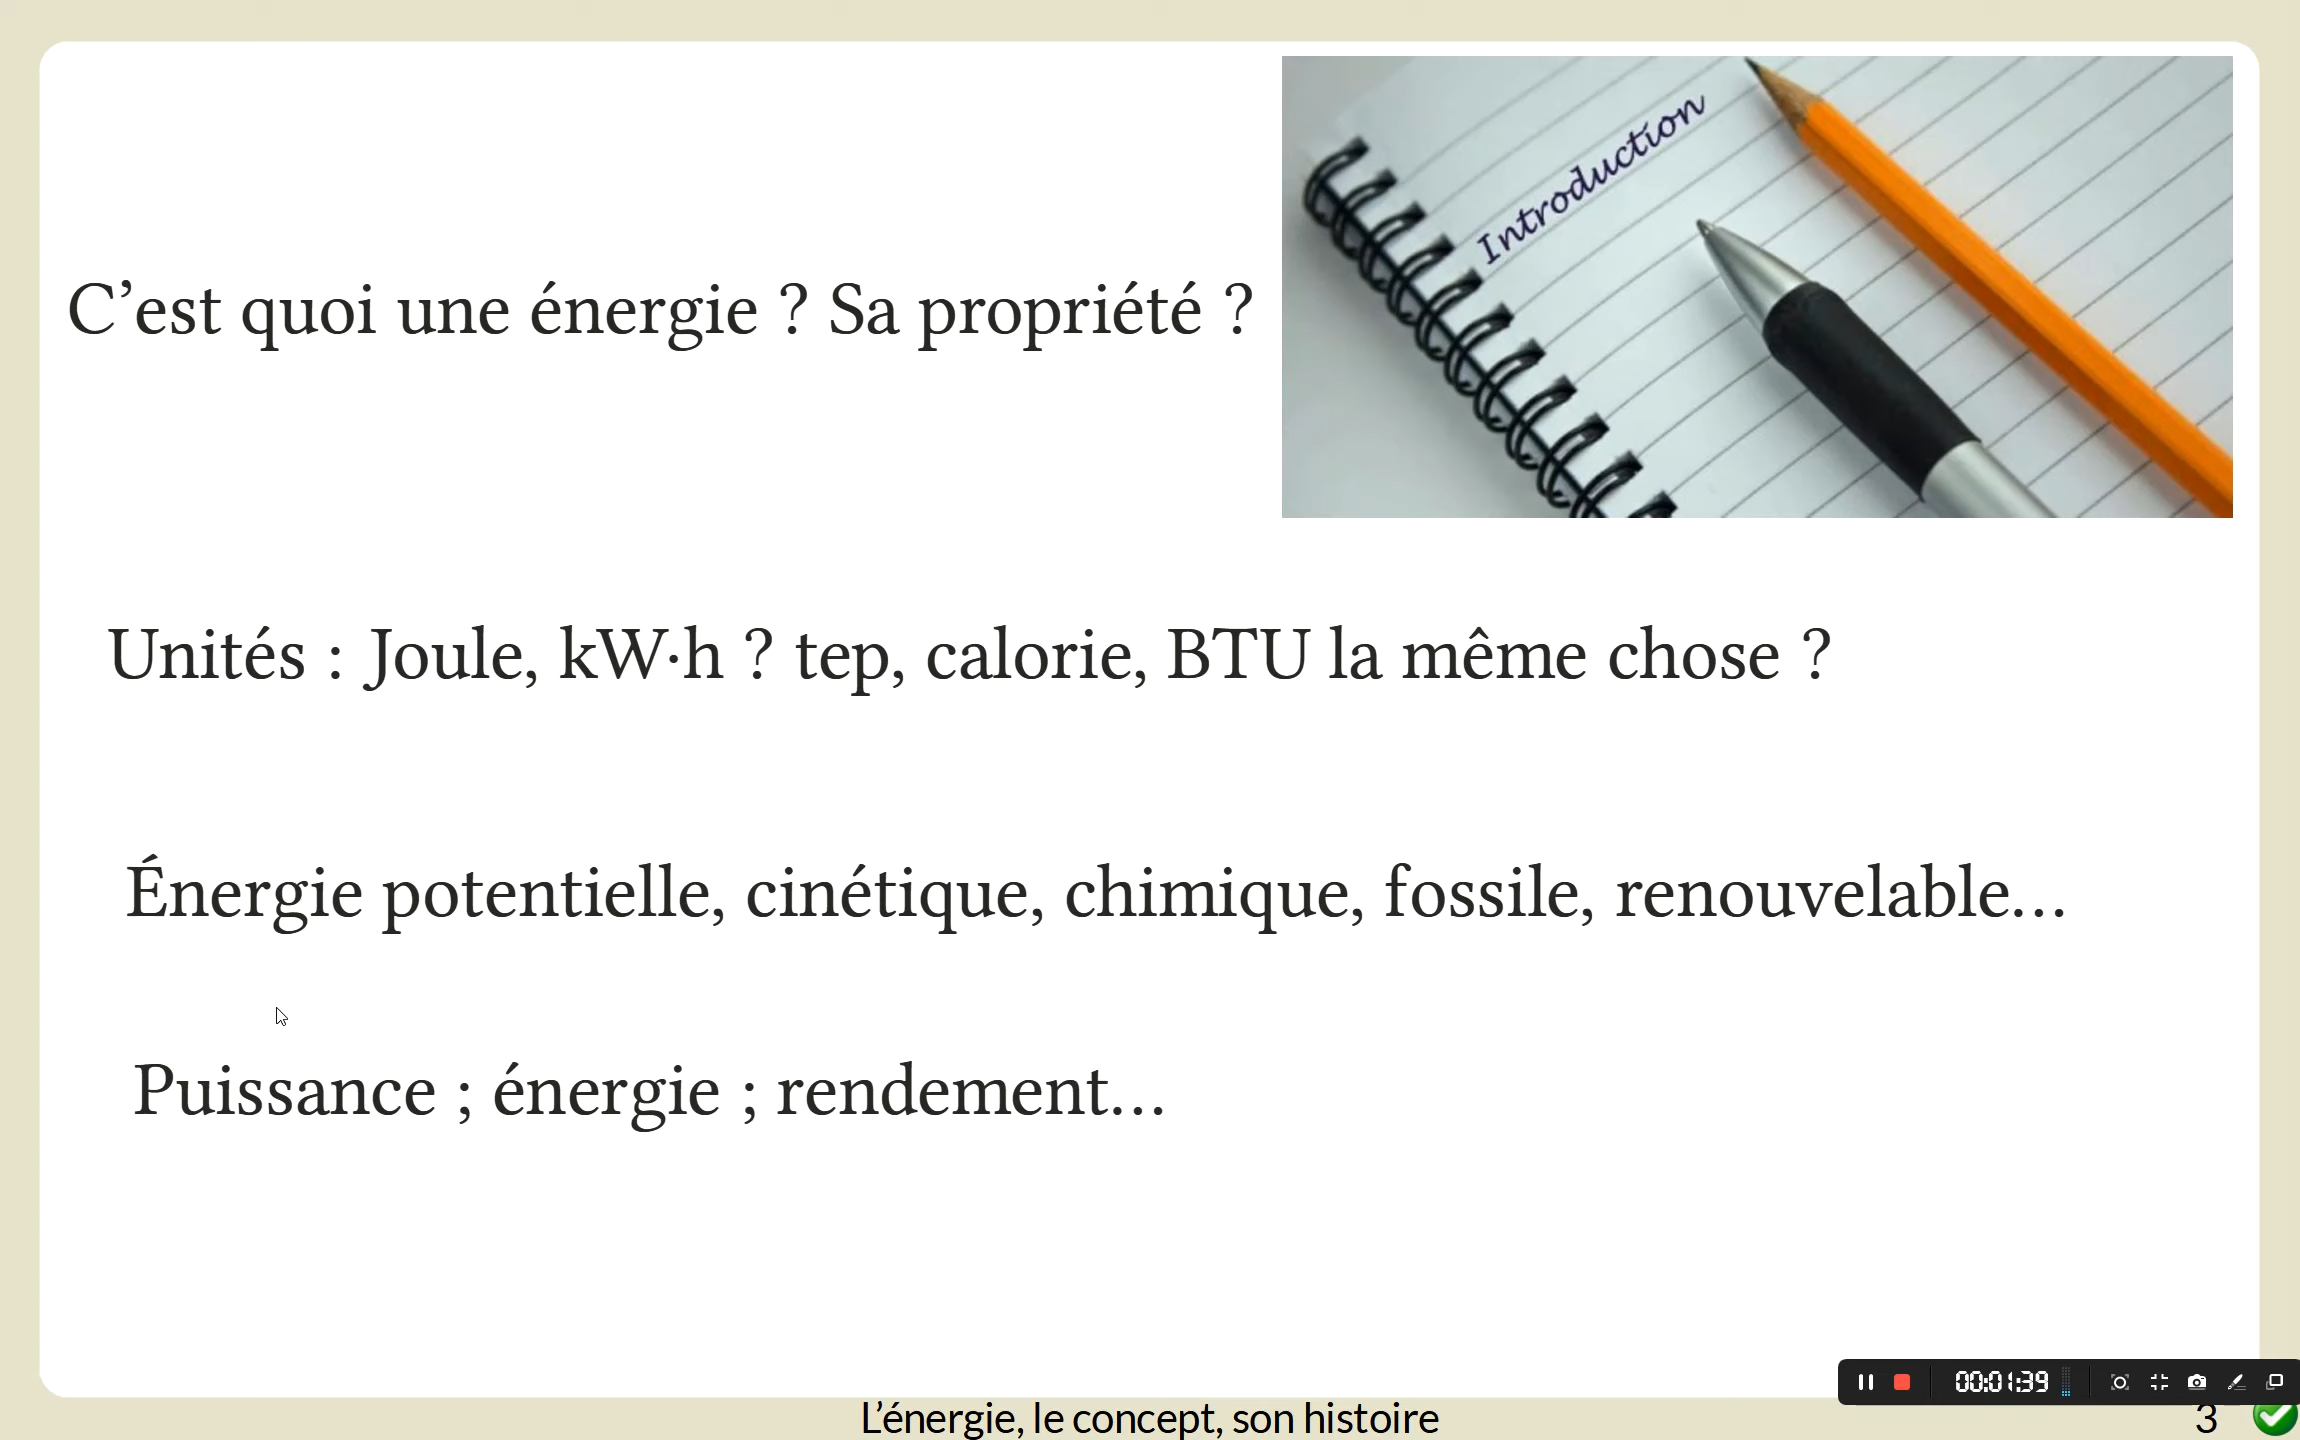 Introduction
C’est quoi une énergie ? Sa propriété ?
Unités : Joule, kW·h ? tep, calorie, BTU la même chose ?
Énergie potentielle, cinétique, chimique, fossile, renouvelable…
Puissance ; énergie ; rendement…
00:01:39
L’énergie, le concept, son histoire
3